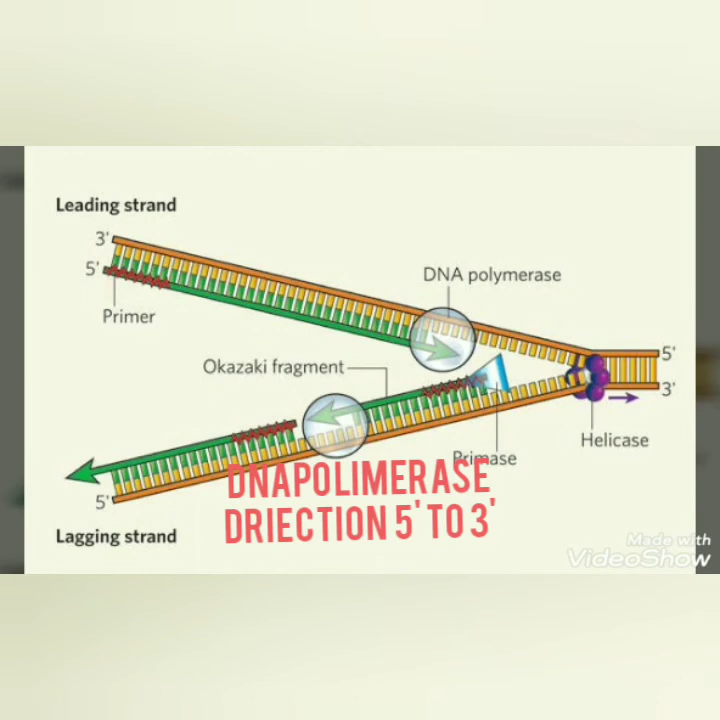 Leading strand
3'
5'
DNA polymerase
Primer
5'
Okazaki fragment
3'
Helicase
Primase
DNAPOLIMERASE
5'
DRIECTION 5' TO 3'
Lagging strand
Made with
VideoShow